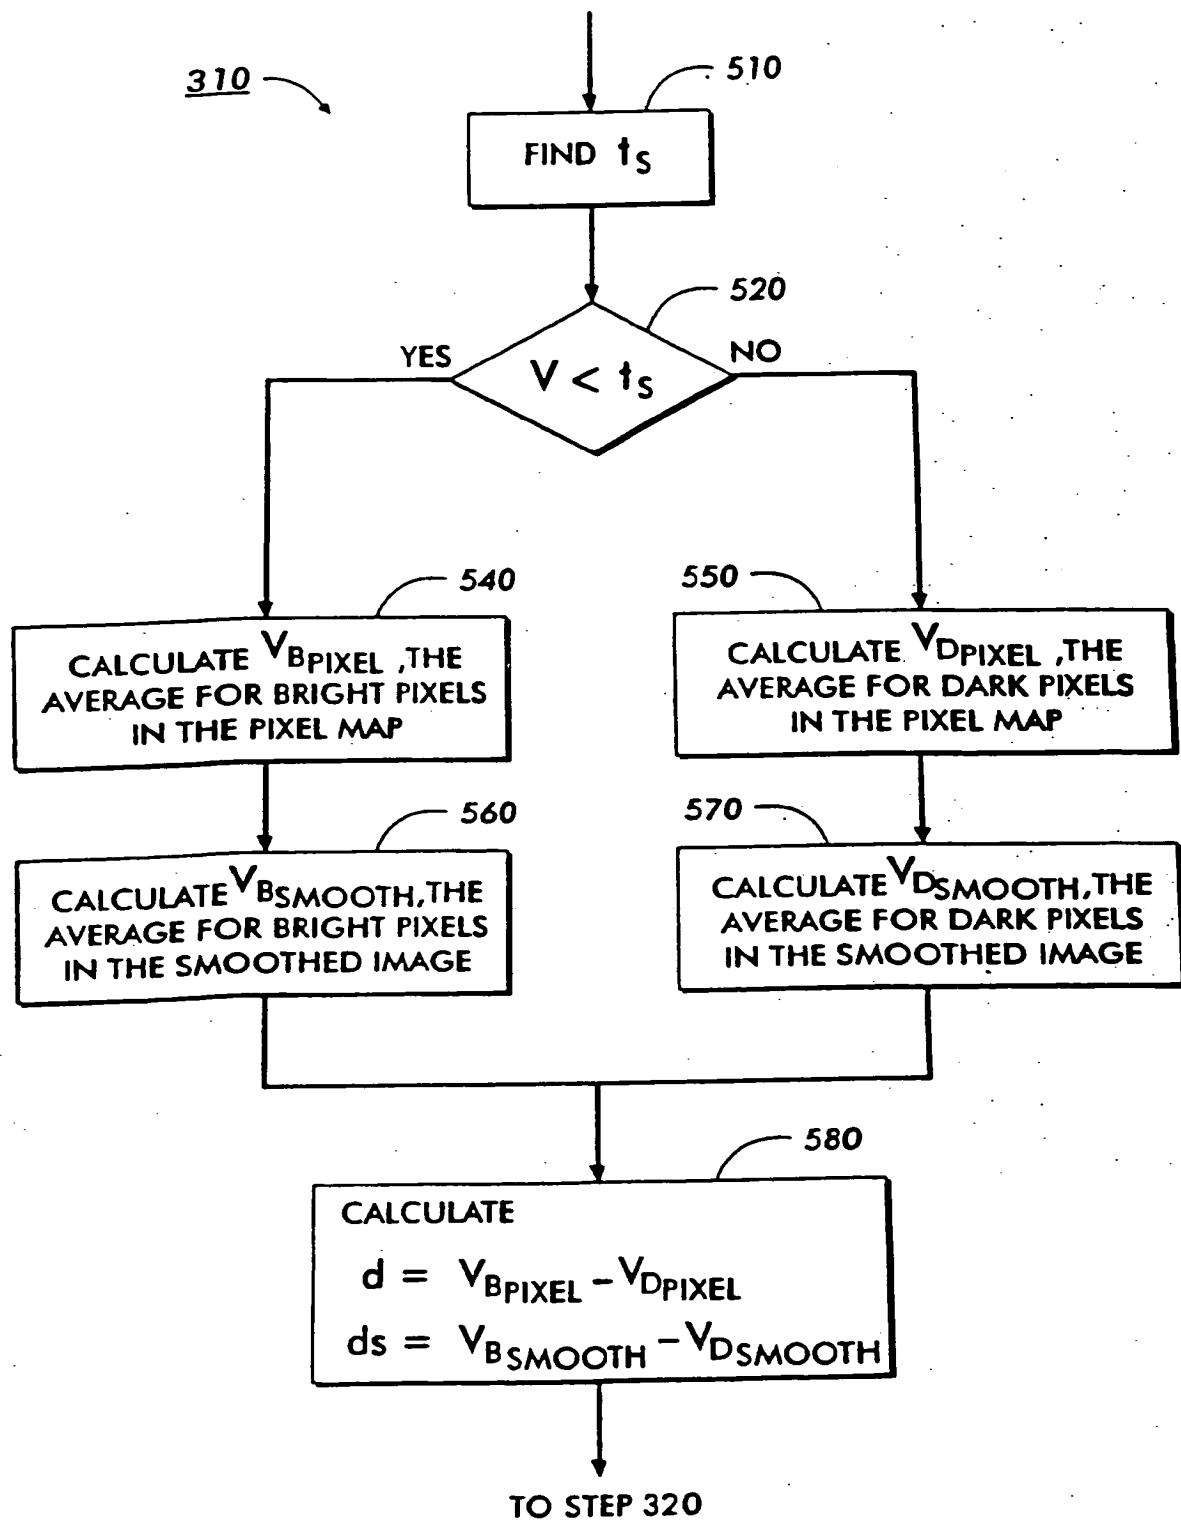 310
510
FIND tS
520
YES
V < tS
NO
540
CALCULATE VBPIXEL ,THE
AVERAGE FOR BRIGHT PIXELS
IN THE PIXEL MAP
550
CALCULATE VDPIXEL ,THE
AVERAGE FOR DARK PIXELS
IN THE PIXEL MAP
560
CALCULATE VBSMOOTH,THE
AVERAGE FOR BRIGHT PIXELS
IN THE SMOOTHED IMAGE
570
CALCULATE VDSMOOTH,THE
AVERAGE FOR DARK PIXELS
IN THE SMOOTHED IMAGE
580
CALCULATE
d = VBPIXEL – VDPIXEL
ds = VBSMOOTH – VDSMOOTH
TO STEP 320